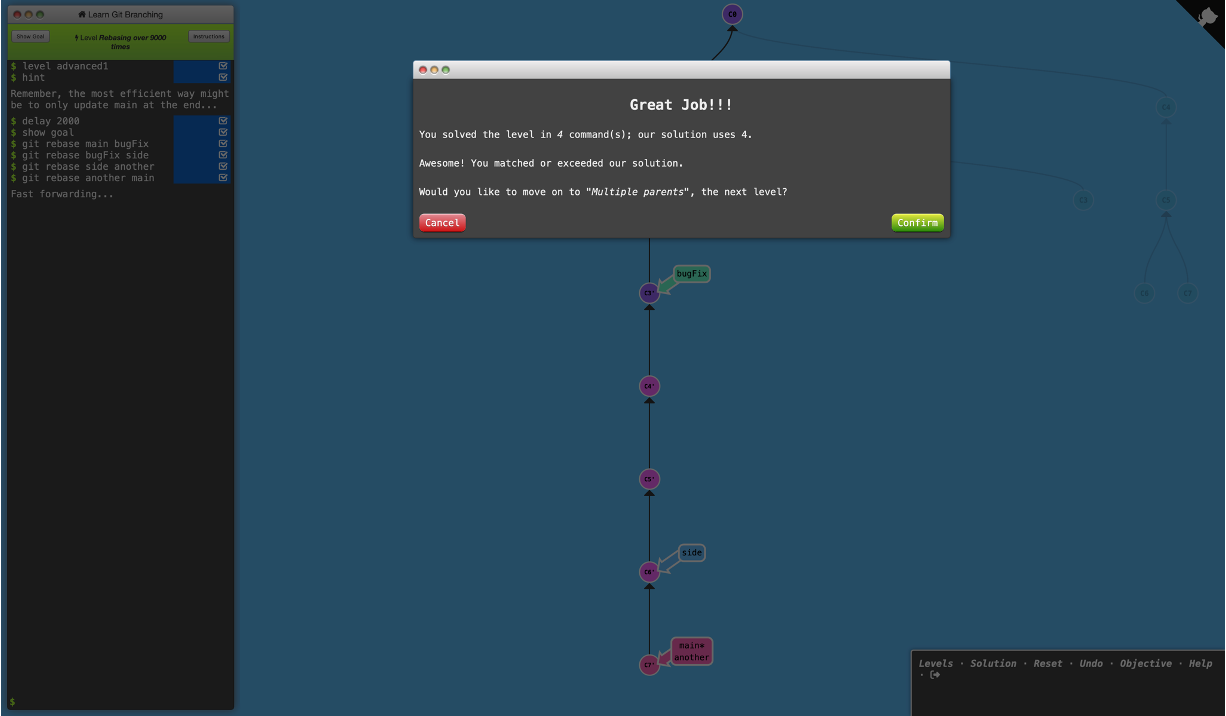 Learn Git Branching
Show Goal
Level Rebasing over 9000 times
Instructions
$ level advanced1
$ hint
Remember, the most efficient way might
be to only update main at the end...
$ delay 2000
$ show goal
$ git rebase main bugFix
$ git rebase bugFix side
$ git rebase side another
$ git rebase another main
Fast forwarding...
$
C0
Great Job!!!
You solved the level in 4 command(s); our solution uses 4.
Awesome! You matched or exceeded our solution.
Would you like to move on to "Multiple parents", the next level?
Cancel
Confirm
bugFix
C3'
C4'
C5'
side
C6'
main*
another
C7'
C4
C3
C5
C6
C7
Levels · Solution · Reset · Undo · Objective · Help
·